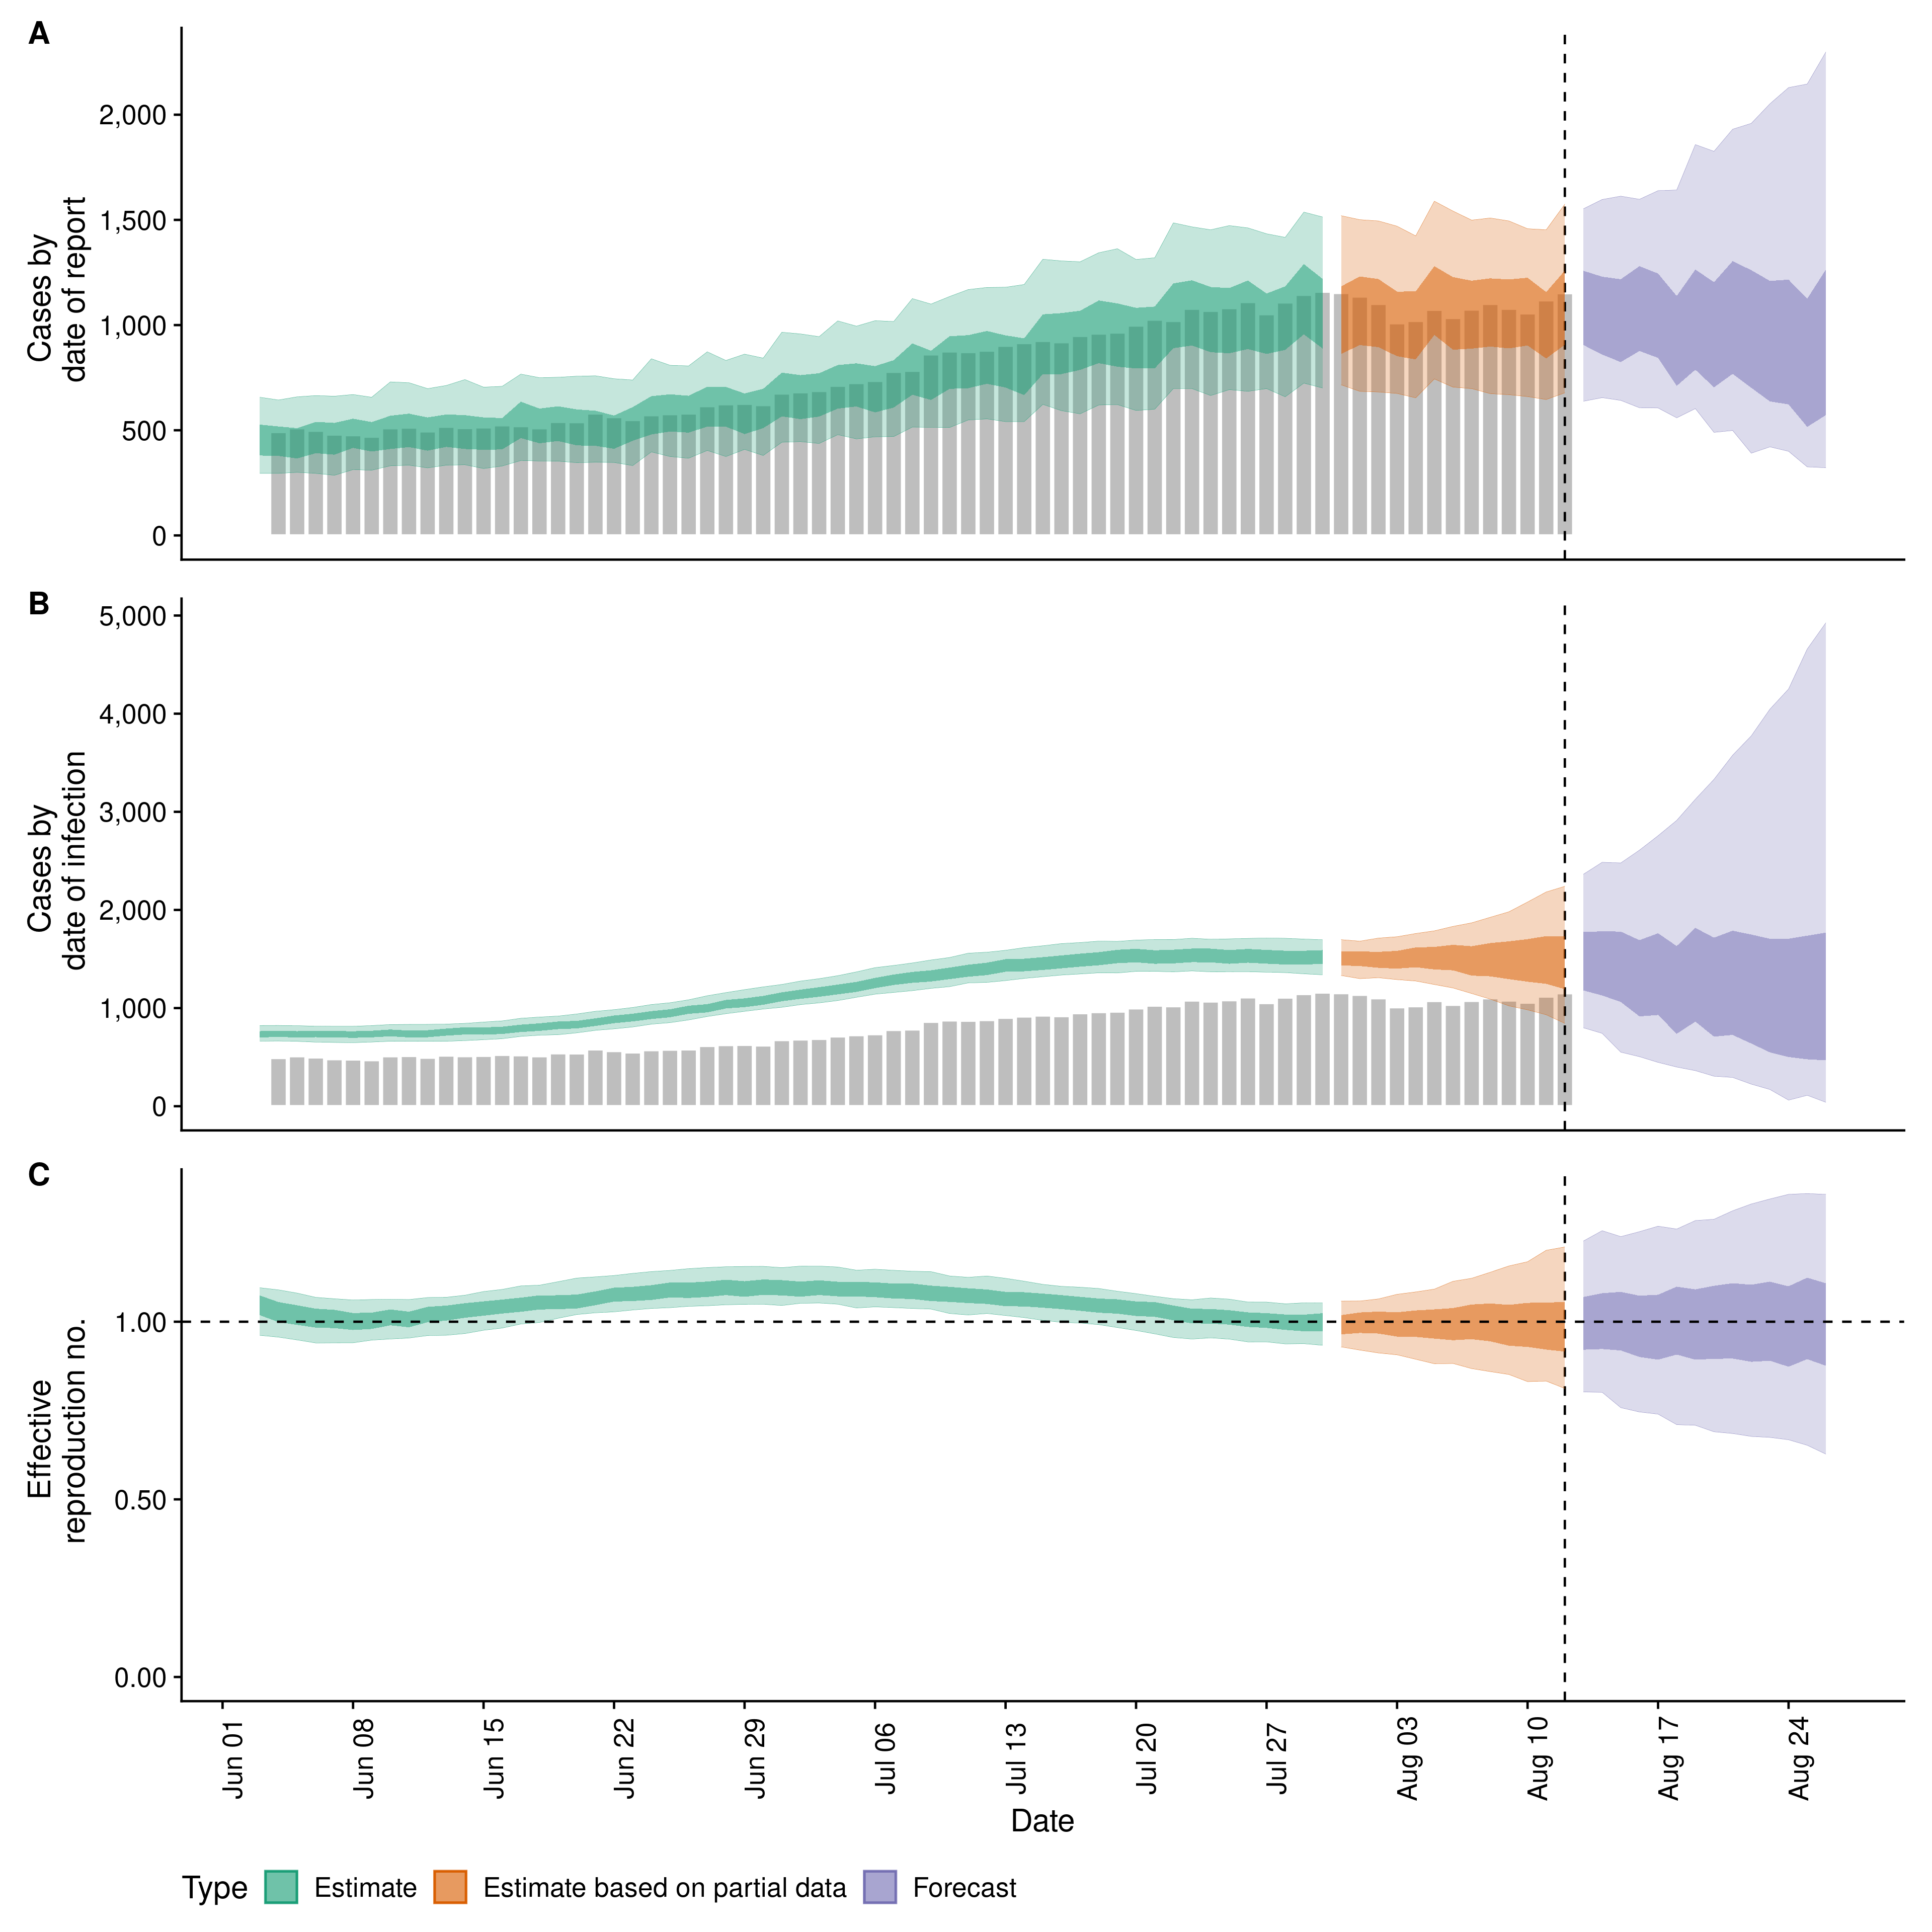 A
Cases by
date of report
2,000
1,500
1,000
500
0
B
Cases by
date of infection
5,000
4,000
3,000
2,000
1,000
0
C
Effective
reproduction no.
1.00
0.50
0.00
Jun 01
Jun 08
Jun 15
Jun 22
Jun 29
Jul 06
Jul 13
Jul 20
Jul 27
Aug 03
Aug 10
Aug 17
Aug 24
Date
Type Estimate Estimate based on partial data Forecast